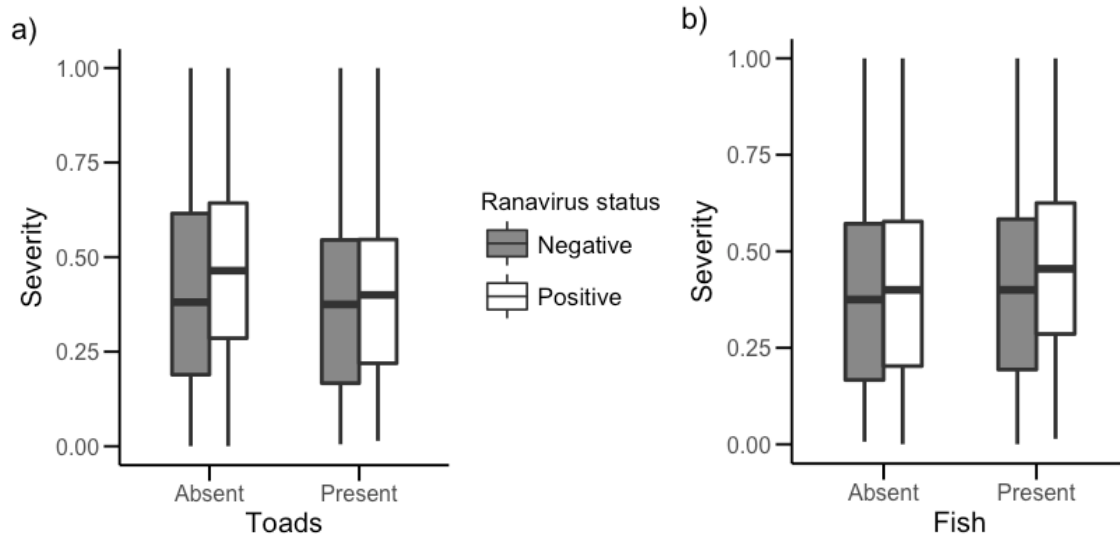 a)
Severity
1.00
0.75
0.50
0.25
0.00
Absent
Present
Toads
Ranavirus status
Negative
Positive
b)
Severity
1.00
0.75
0.50
0.25
0.00
Absent
Present
Fish